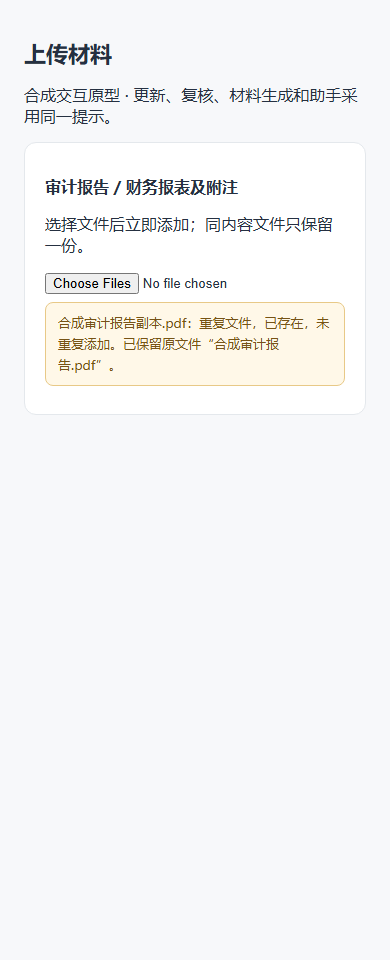 上传材料
合成交互原型 · 更新、复核、材料生成和助手采
用同一提示。
审计报告 / 财务报表及附注
选择文件后立即添加；同内容文件只保留
一份。
Choose Files No file chosen
合成审计报告副本.pdf：重复文件，已存在，未
重复添加。已保留原文件“合成审计报
告.pdf”。